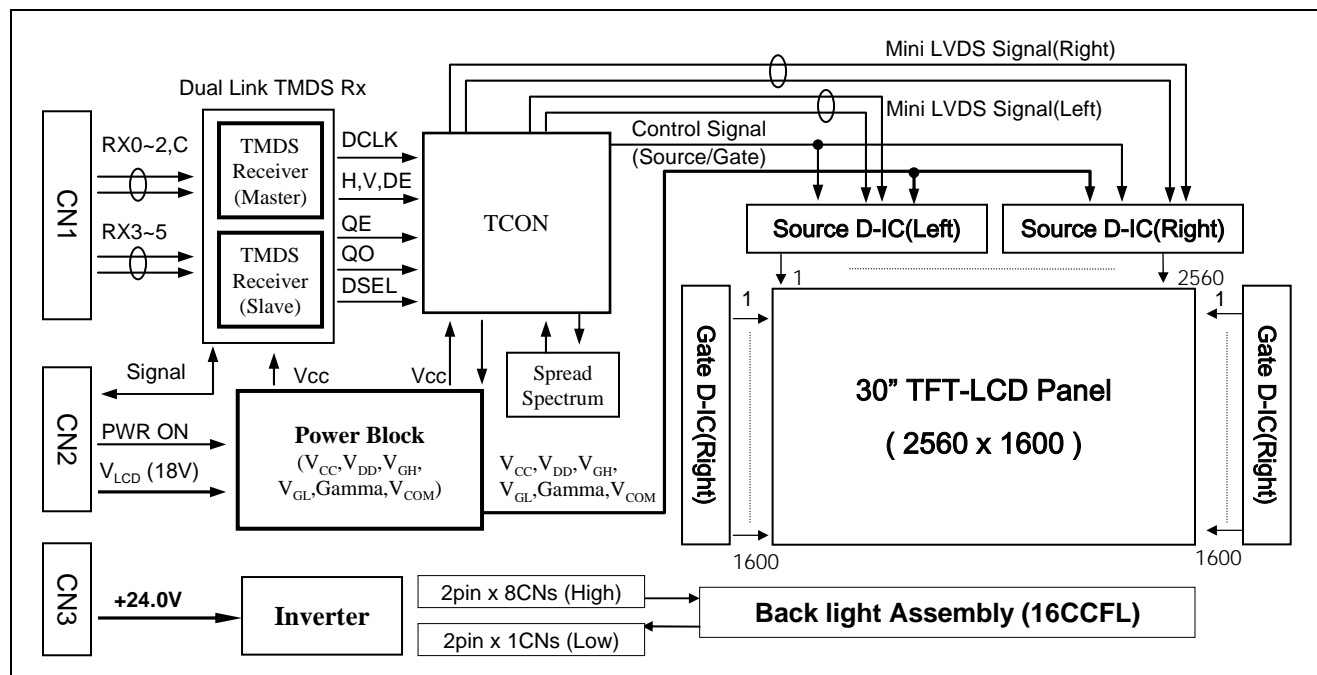 Mini LVDS Signal(Right)
Dual Link TMDS Rx
Mini LVDS Signal(Left)
CN1
RX0~2,C
RX3~5
TMDS
Receiver
(Master)
TMDS
Receiver
(Slave)
DCLK
H,V,DE
QE
QO
DSEL
TCON
Control Signal
(Source/Gate)
Source D-IC(Left)
Source D-IC(Right)
1
2560
Gate D-IC(Right)
1
1600
30” TFT-LCD Panel
( 2560 x 1600 )
1
1600
Gate D-IC(Right)
CN2
Signal
PWR ON
VLCD (18V)
Vcc
Vcc
Spread
Spectrum
Power Block
(VCC,VDD,VGH,
VGL,Gamma,VCOM)
VCC,VDD,VGH,
VGL,Gamma,VCOM
CN3
+24.0V
Inverter
2pin x 8CNs (High)
2pin x 1CNs (Low)
Back light Assembly (16CCFL)